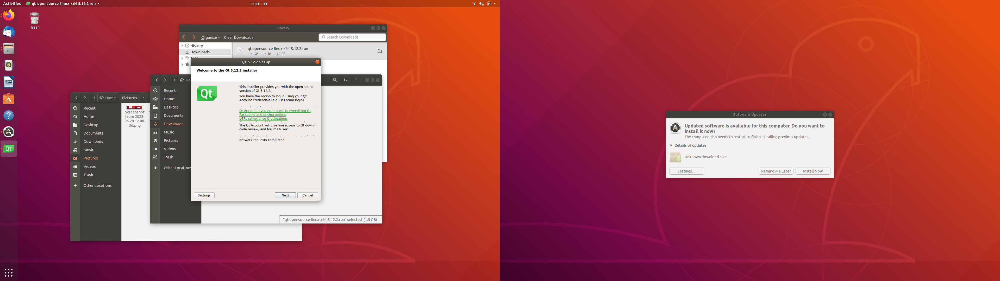 Activities
qt-opensource-linux-x64-5.12.2.run
수 13 : 13
Trash
Library
Organize
Clear Downloads
Search Downloads
History
Downloads
Tags
qt-opensource-linux-x64-5.12.2.run
1.4 GB — qt.io — 12:08
Qt 5.12.2 Setup
Welcome to the Qt 5.12.2 installer
Qt
This installer provides you with the open source
version of Qt 5.12.2.
You have the option to log in using your Qt
Account credentials (e.g. Qt Forum login).
Qt Account gives you access to everything Qt
Packaging and pricing options
LGPL compliance & obligations
The Qt Account will give you access to Qt
code review, and forums & wiki.
Network requests completed.
Settings
Next
Cancel
Recent
Home
Desktop
Documents
Downloads
Music
Pictures
Videos
Trash
Other Locations
"qt-opensource-linux-x64-5.12.2.run" selected (1.5 GB)
Home
Pictures
Recent
Home
Desktop
Documents
Downloads
Music
Pictures
Videos
Trash
Other Locations
Screenshot
from 2023-
06-28 12-08-
36.png
Qt
Software Updater
Updated software is available for this computer. Do you want to
install it now?
The computer also needs to restart to finish installing previous updates.
Details of updates
Unknown download size.
Settings...
Remind Me Later
Install Now